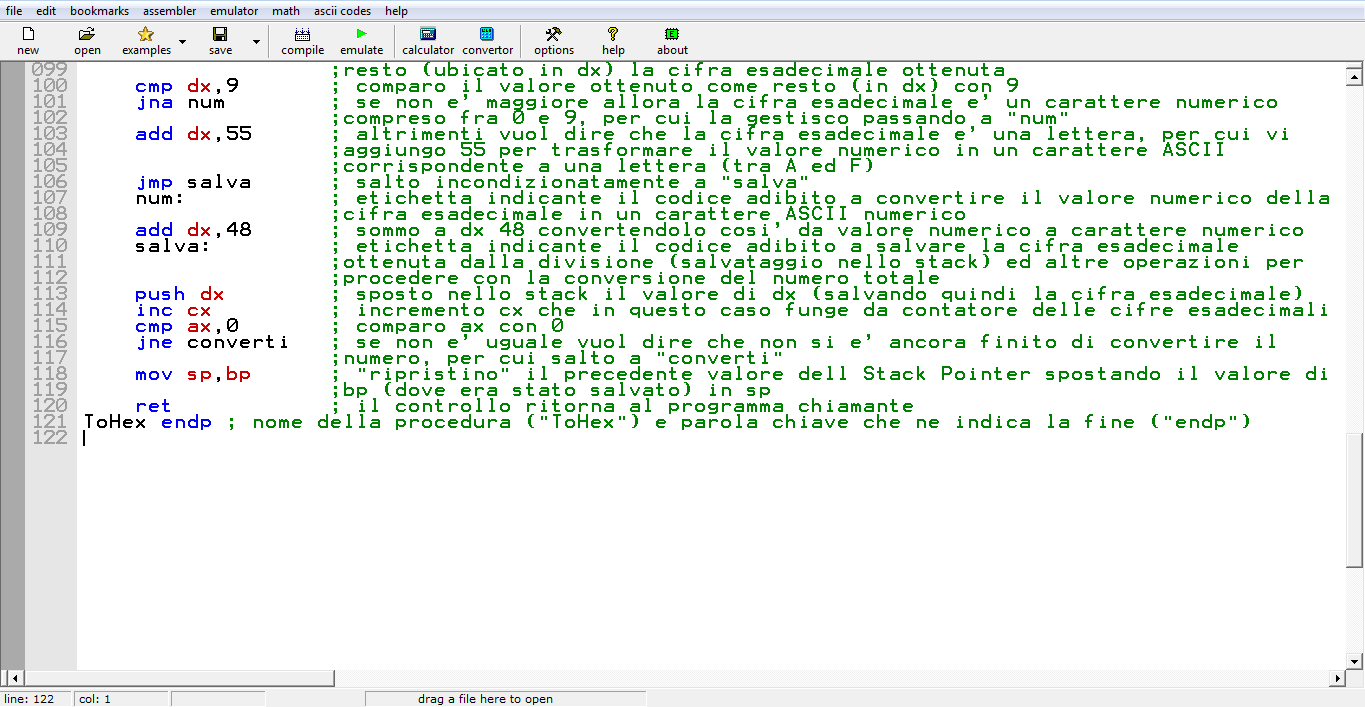 file edit bookmarks assembler emulator math ascii codes help
new open examples save compile emulate calculator convertor options help about
099 ;resto (ubicato in dx) la cifra esadecimale ottenuta
100 cmp dx,9 ; comparo il valore ottenuto come resto (in dx) con 9
101 jna num ; se non e' maggiore allora la cifra esadecimale e' un carattere numerico
102 ;compreso fra 0 e 9, per cui la gestisco passando a "num"
103 add dx,55 ; altrimenti vuol dire che la cifra esadecimale e' una lettera, per cui vi
104 ;aggiungo 55 per trasformare il valore numerico in un carattere ASCII
105 ;corrispondente a una lettera (tra A ed F)
106 jmp salva ; salto incondizionatamente a "salva"
107 num: ; etichetta indicante il codice adibito a convertire il valore numerico della
108 ;cifra esadecimale in un carattere ASCII numerico
109 add dx,48 ; sommo a dx 48 convertendolo cosi' da valore numerico a carattere numerico
110 salva: ; etichetta indicante il codice adibito a salvare la cifra esadecimale
111 ;ottenuta dalla divisione (salvataggio nello stack) ed altre operazioni per
112 ;procedere con la conversione del numero totale
113 push dx ; sposto nello stack il valore di dx (salvando quindi la cifra esadecimale)
114 inc cx ; incremento cx che in questo caso funge da contatore delle cifre esadecimali
115 cmp ax,0 ; comparo ax con 0
116 jne converti ; se non e' uguale vuol dire che non si e' ancora finito di convertire il
117 ;numero, per cui salto a "converti"
118 mov sp,bp ; "ripristino" il precedente valore dell Stack Pointer spostando il valore di
119 ;bp (dove era stato salvato) in sp
120 ret ; il controllo ritorna al programma chiamante
121 ToHex endp ; nome della procedura ("ToHex") e parola chiave che ne indica la fine ("endp")
122
line: 122 col: 1 drag a file here to open